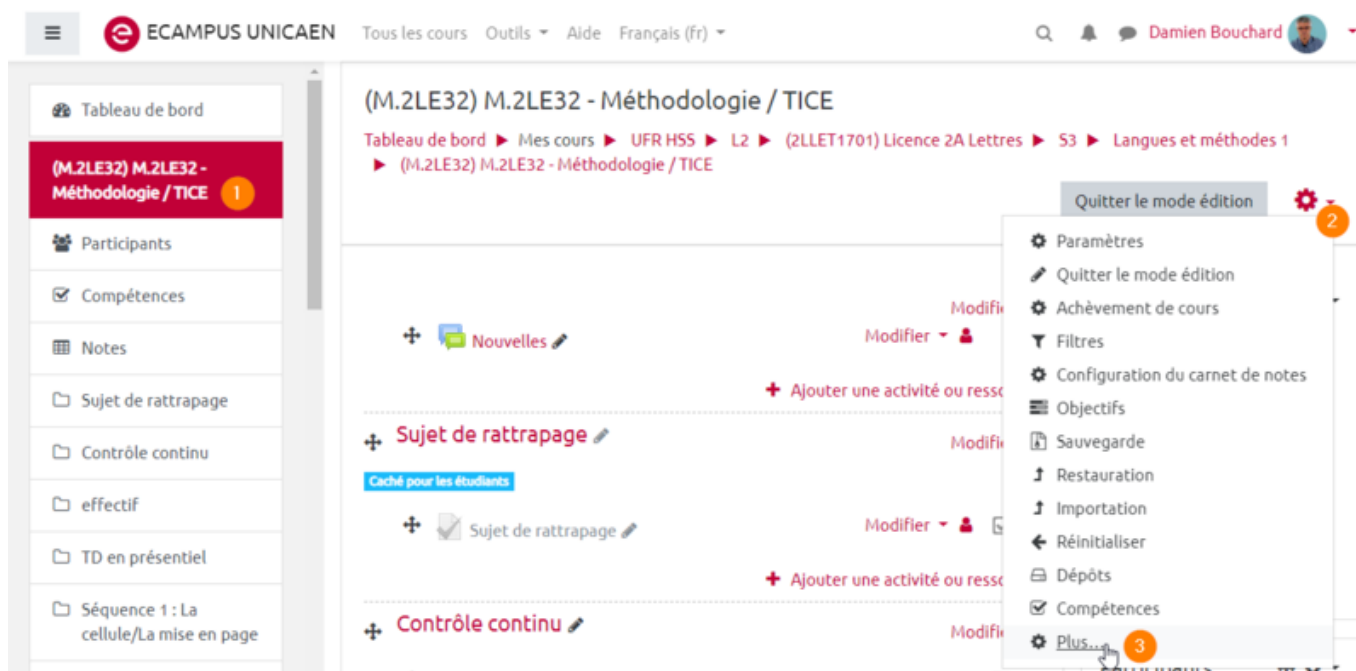 ECAMPUS UNICAEN Tous les cours Outils Aide Français (fr) Damien Bouchard
Tableau de bord
(M.2LE32) M.2LE32 -
Méthodologie / TICE 1
Participants
Compétences
Notes
Sujet de rattrapage
Contrôle continu
effectif
TD en présentiel
Séquence 1 : La
cellule/La mise en page
(M.2LE32) M.2LE32 - Méthodologie / TICE
Tableau de bord ▶ Mes cours ▶ UFR HSS ▶ L2 ▶ (2LLET1701) Licence 2A Lettres ▶ S3 ▶ Langues et méthodes 1
▶ (M.2LE32) M.2LE32 - Méthodologie / TICE
Quitter le mode édition
2
Modifi
Nouvelles Modifier
+ Ajouter une activité ou resso
Sujet de rattrapage Modifi
Caché pour les étudiants
Sujet de rattrapage Modifier
+ Ajouter une activité ou resso
Contrôle continu Modifi
Paramètres
Quitter le mode édition
Achèvement de cours
Filtres
Configuration du carnet de notes
Objectifs
Sauvegarde
Restauration
Importation
Réinitialiser
Dépôts
Compétences
Plus... 3